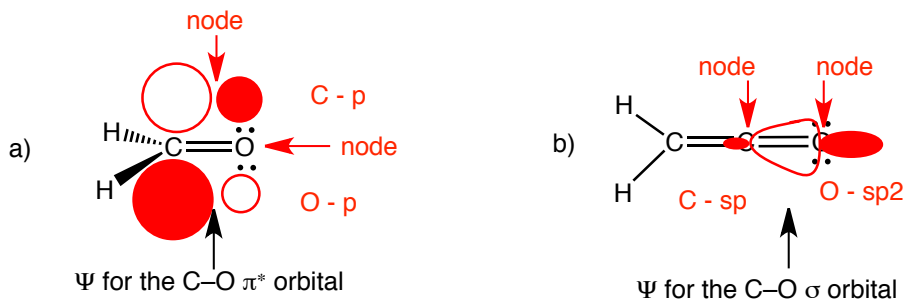 node
C - p
H
C O
node
a)
H
O - p
Ψ for the C–O π* orbital
node node
H
b)
C C
H
C - sp
O - sp2
Ψ for the C–O σ orbital